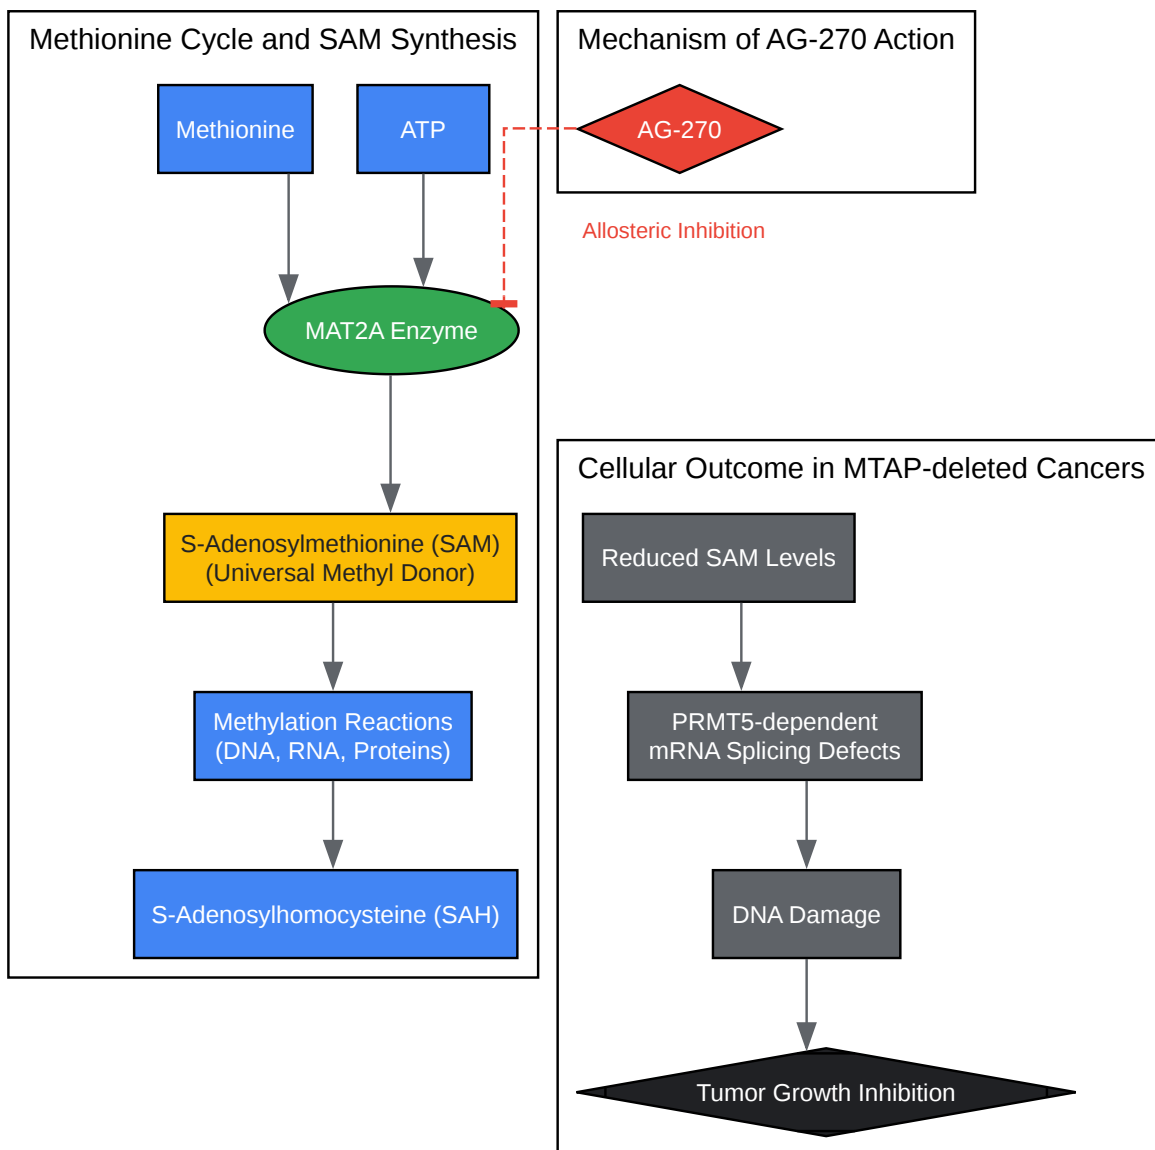 Methionine Cycle and SAM Synthesis
Methionine
ATP
MAT2A Enzyme
S-Adenosylmethionine (SAM)
(Universal Methyl Donor)
Methylation Reactions
(DNA, RNA, Proteins)
S-Adenosylhomocysteine (SAH)
Mechanism of AG-270 Action
AG-270
Allosteric Inhibition
Cellular Outcome in MTAP-deleted Cancers
Reduced SAM Levels
PRMT5-dependent
mRNA Splicing Defects
DNA Damage
Tumor Growth Inhibition